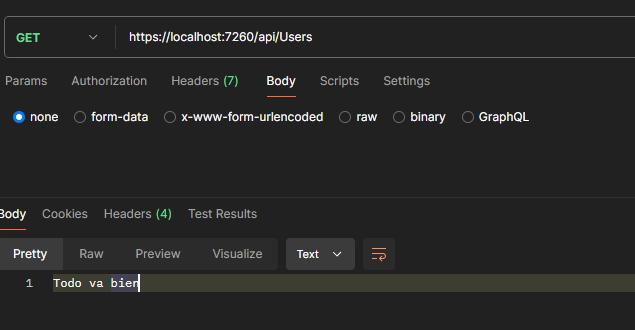 GET https://localhost:7260/api/Users
Params Authorization Headers (7) Body Scripts Settings
none form-data x-www-form-urlencoded raw binary GraphQL
Body Cookies Headers (4) Test Results
Pretty Raw Preview Visualize Text
1 Todo va bien